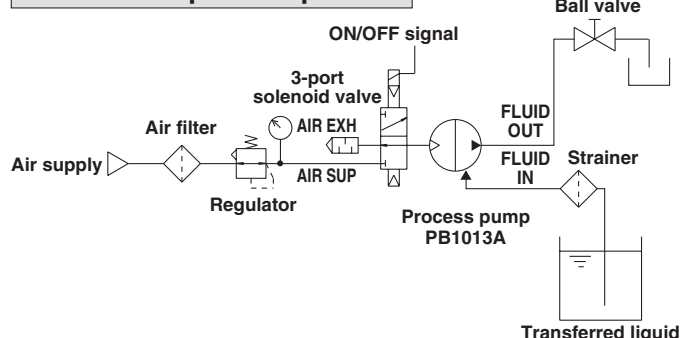 Ball valve
ON/OFF signal
3-port
solenoid valve
Air filter
AIR EXH
FLUID
OUT
Air supply
AIR SUP
FLUID
IN
Strainer
Regulator
Process pump
PB1013A
Transferred liquid